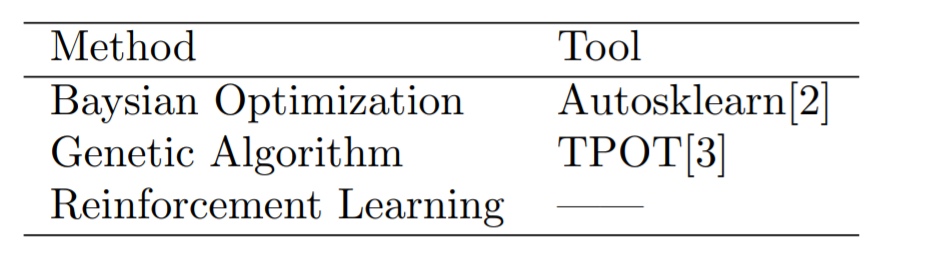 Method Tool
Baysian Optimization Autosklearn[2]
Genetic Algorithm TPOT[3]
Reinforcement Learning ——